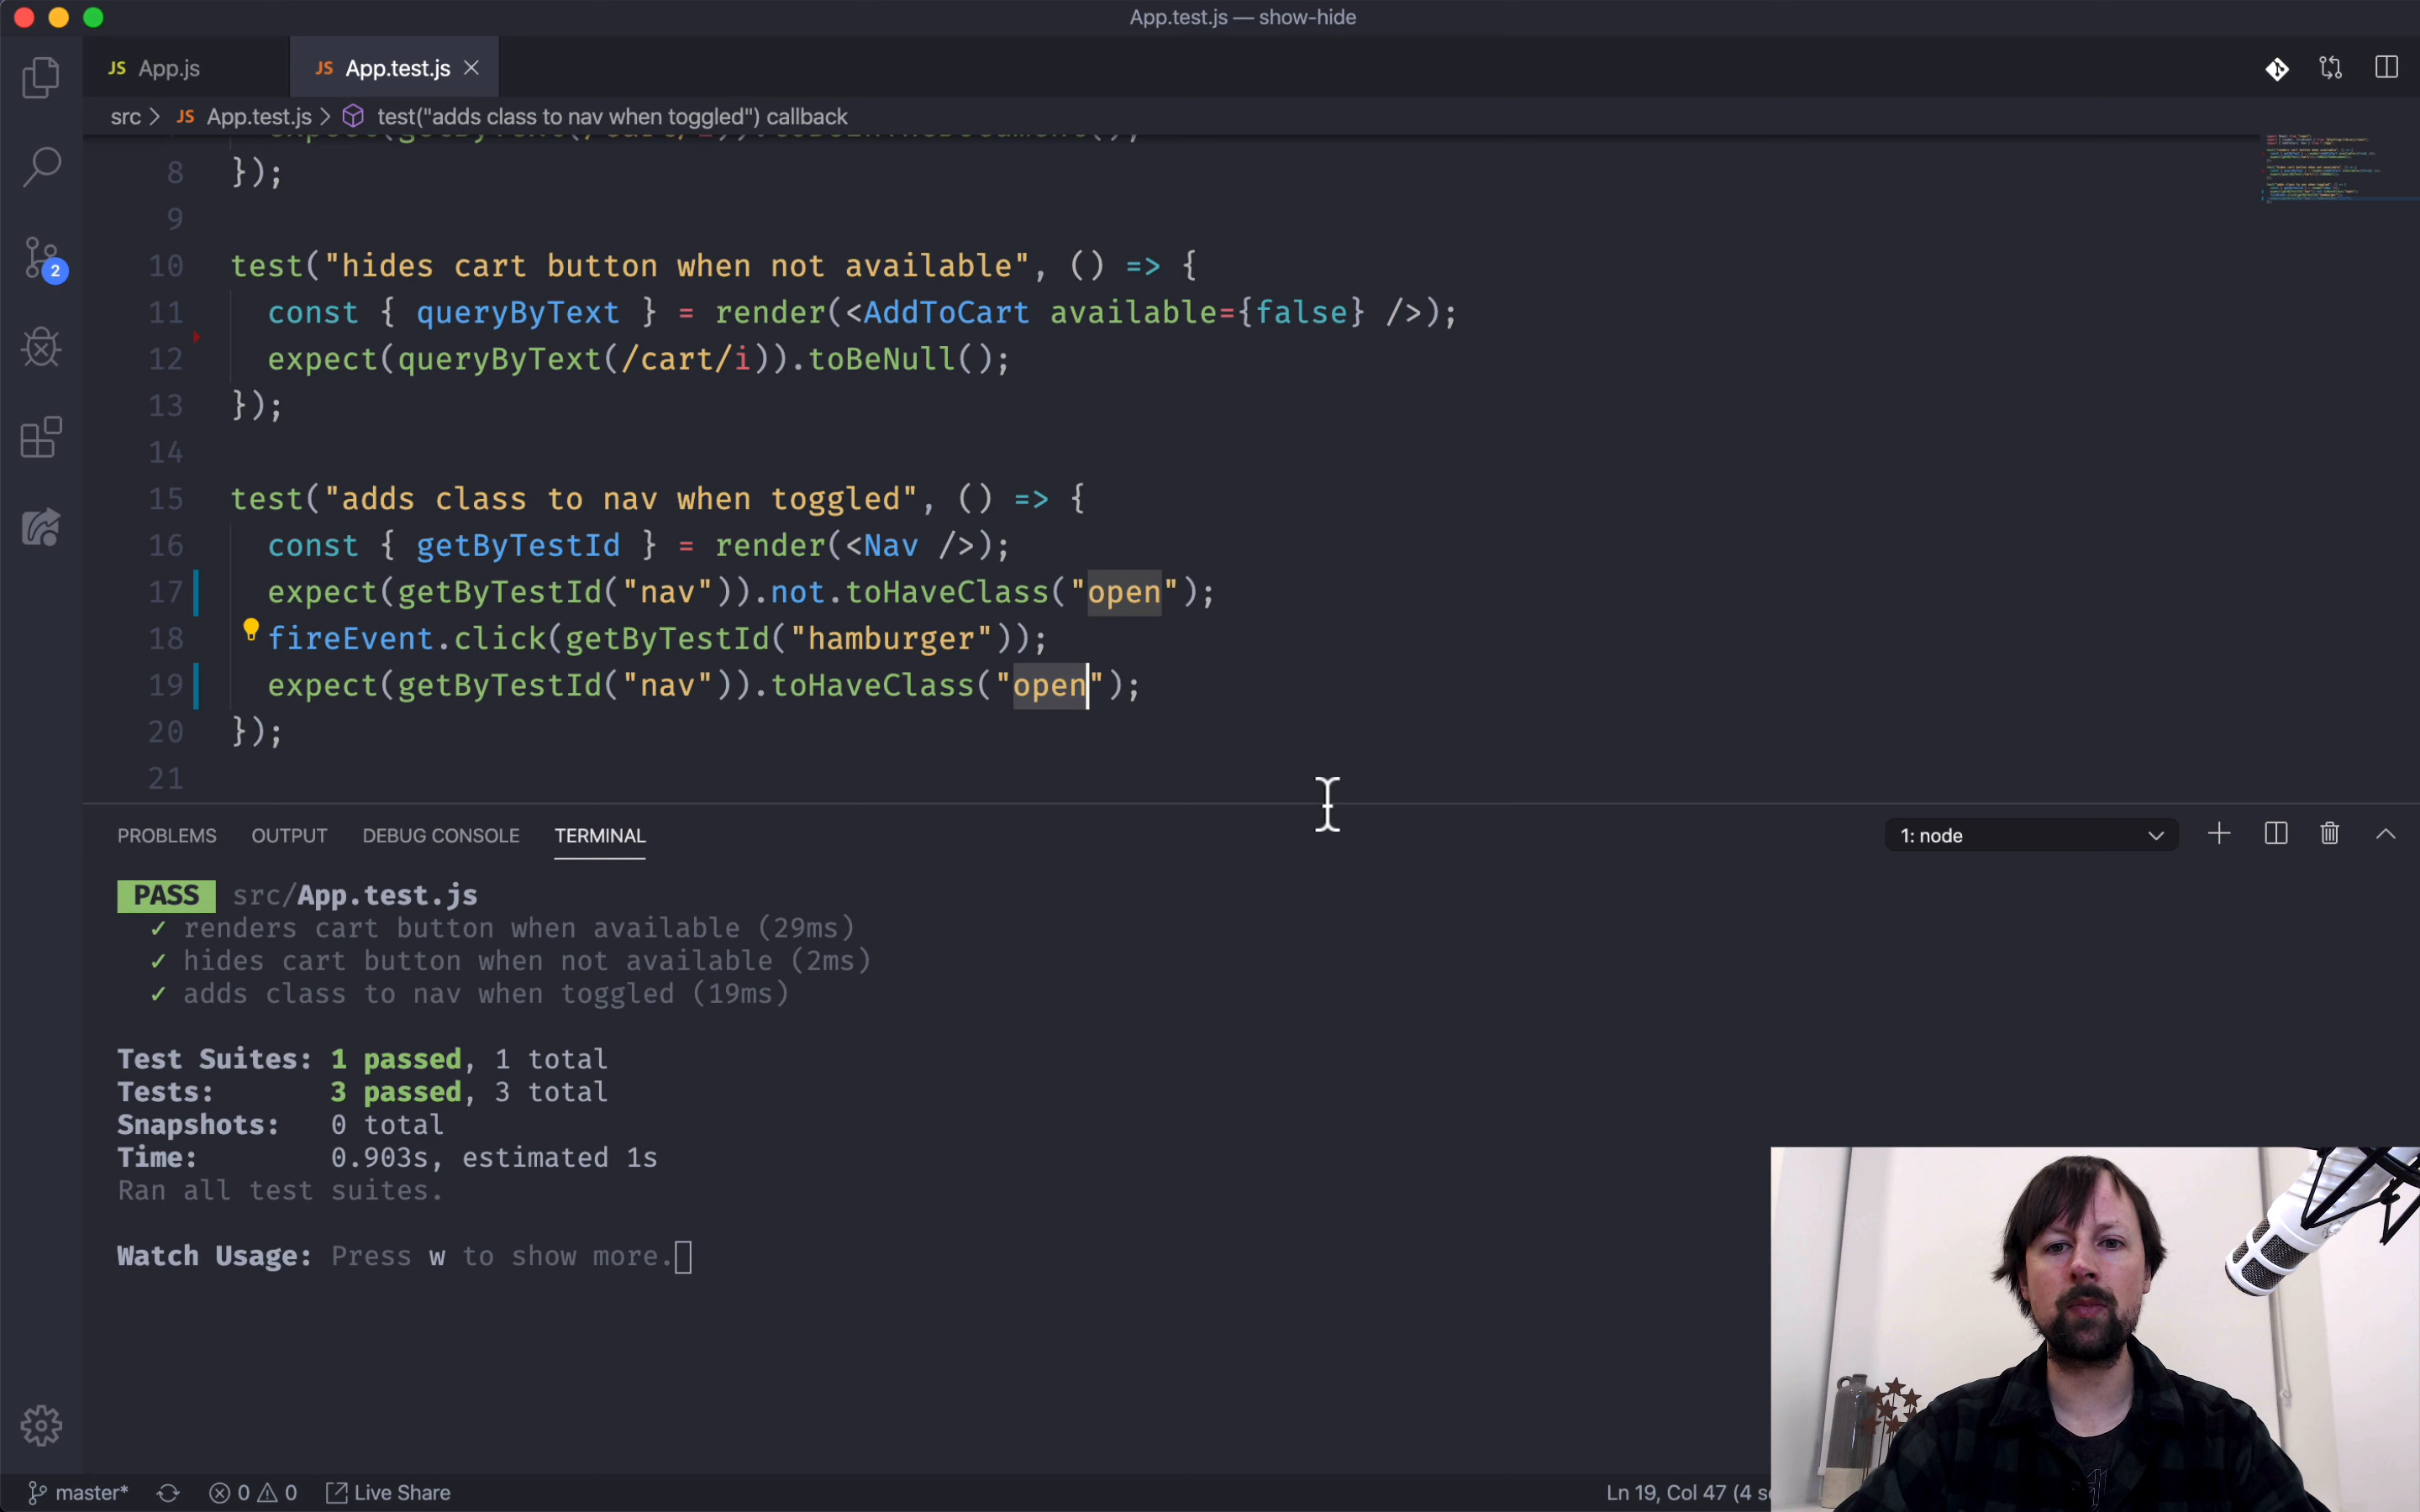 App.test.js — show-hide
JS App.js
JS App.test.js
src > JS App.test.js > test("adds class to nav when toggled") callback
8 });
9
10 test("hides cart button when not available", () => {
11 const { queryByText } = render(<AddToCart available={false} />);
12 expect(queryByText(/cart/i)).toBeNull();
13 });
14
15 test("adds class to nav when toggled", () => {
16 const { getByTestId } = render(<Nav />);
17 expect(getByTestId("nav")).not.toHaveClass("open");
18 fireEvent.click(getByTestId("hamburger"));
19 expect(getByTestId("nav")).toHaveClass("open");
20 });
21
2
PROBLEMS OUTPUT DEBUG CONSOLE TERMINAL 1: node
PASS src/App.test.js
✓ renders cart button when available (29ms)
✓ hides cart button when not available (2ms)
✓ adds class to nav when toggled (19ms)
Test Suites: 1 passed, 1 total
Tests: 3 passed, 3 total
Snapshots: 0 total
Time: 0.903s, estimated 1s
Ran all test suites.
Watch Usage: Press w to show more.
master* 0 0 Live Share Ln 19, Col 47 (4